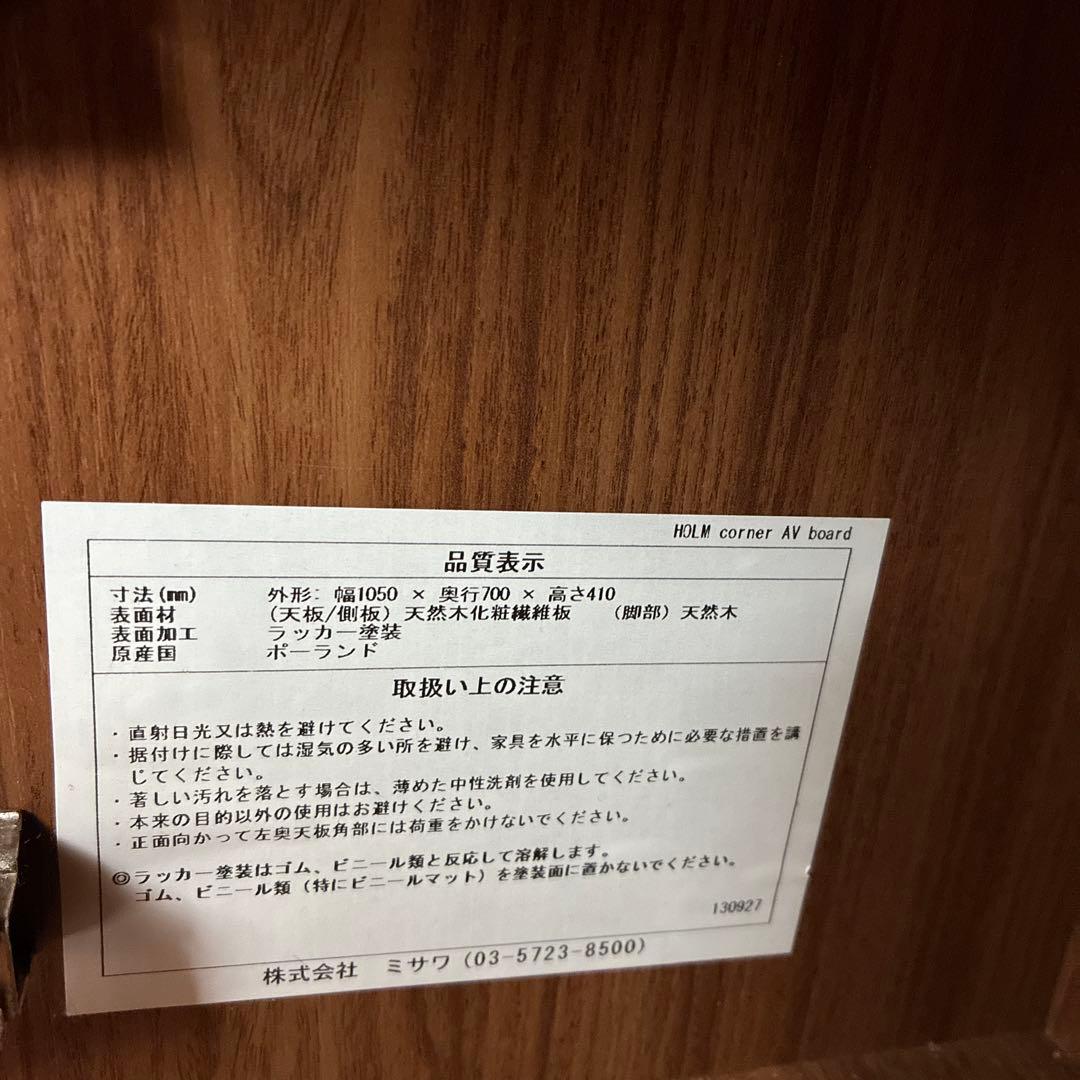 HOLM corner AV board
品質表示
寸法(mm) 外形: 幅1050 × 奥行700 × 高さ410
表面材 (天板/側板) 天然木化粧繊維板 (脚部) 天然木
表面加工 ラッカー塗装
原産国 ポーランド
取扱い上の注意
・直射日光又は熱を避けてください。
・据付けに際しては湿気の多い所を避け、家具を水平に保つために必要な措置を講
じてください。
・著しい汚れを落とす場合は、薄めた中性洗剤を使用してください。
・本来の目的以外の使用はお避けください。
・正面向かって左奥天板角部には荷重をかけないでください。
◎ラッカー塗装はゴム、ビニール類と反応して溶解します。
ゴム、ビニール類(特にビニールマット)を塗装面に置かないでください。
130927
株式会社 ミサワ(03-5723-8500)